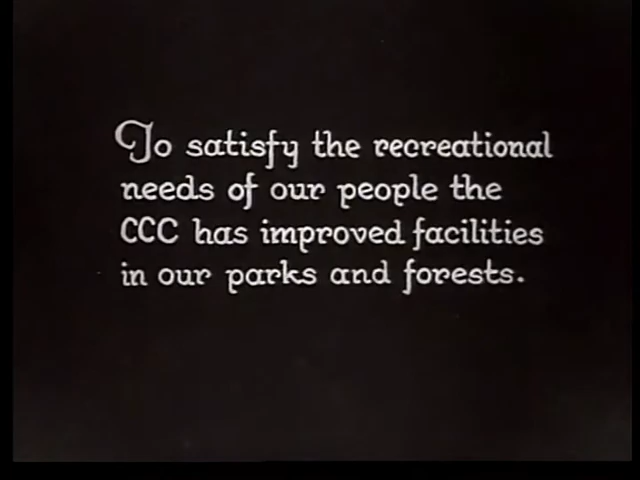 To satisfy the recreational
needs of our people the
CCC has improved facilities
in our parks and forests.